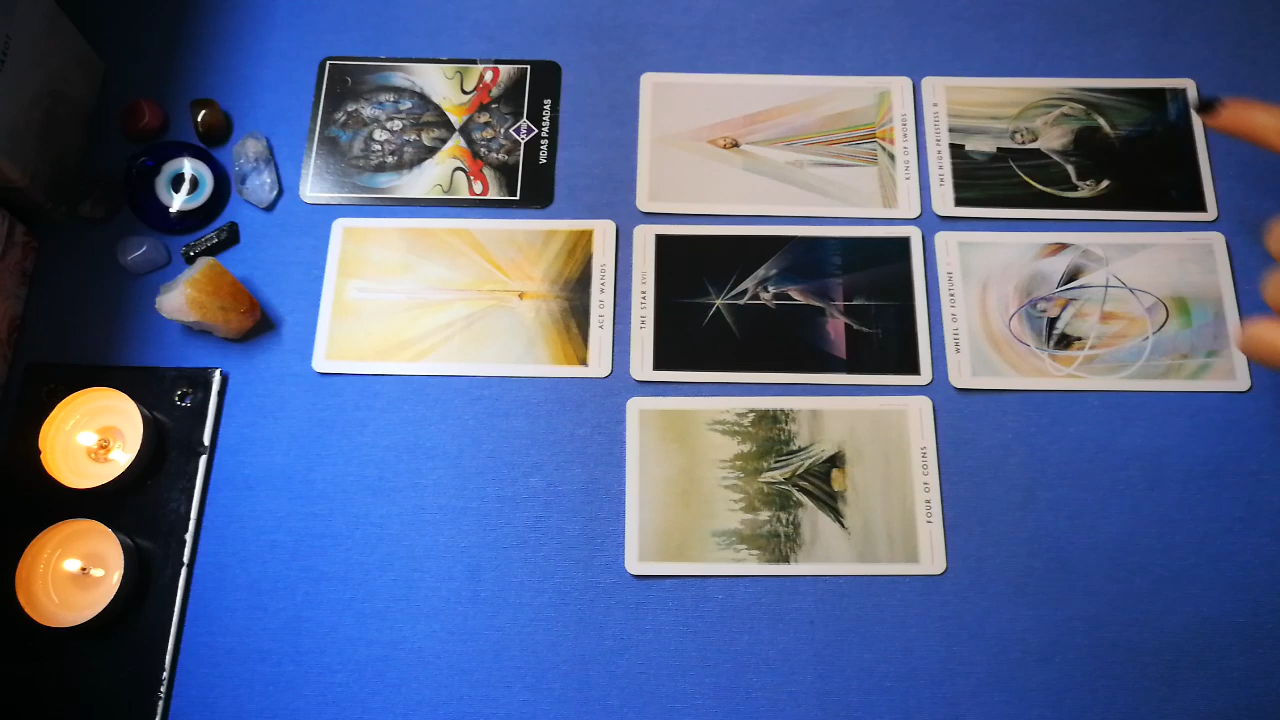 XVIII
VIDAS PASADAS
KING OF SWORDS
THE HIGH PRIESTESS II
ACE OF WANDS
THE STAR XVII
WHEEL OF FORTUNE
FOUR OF COINS